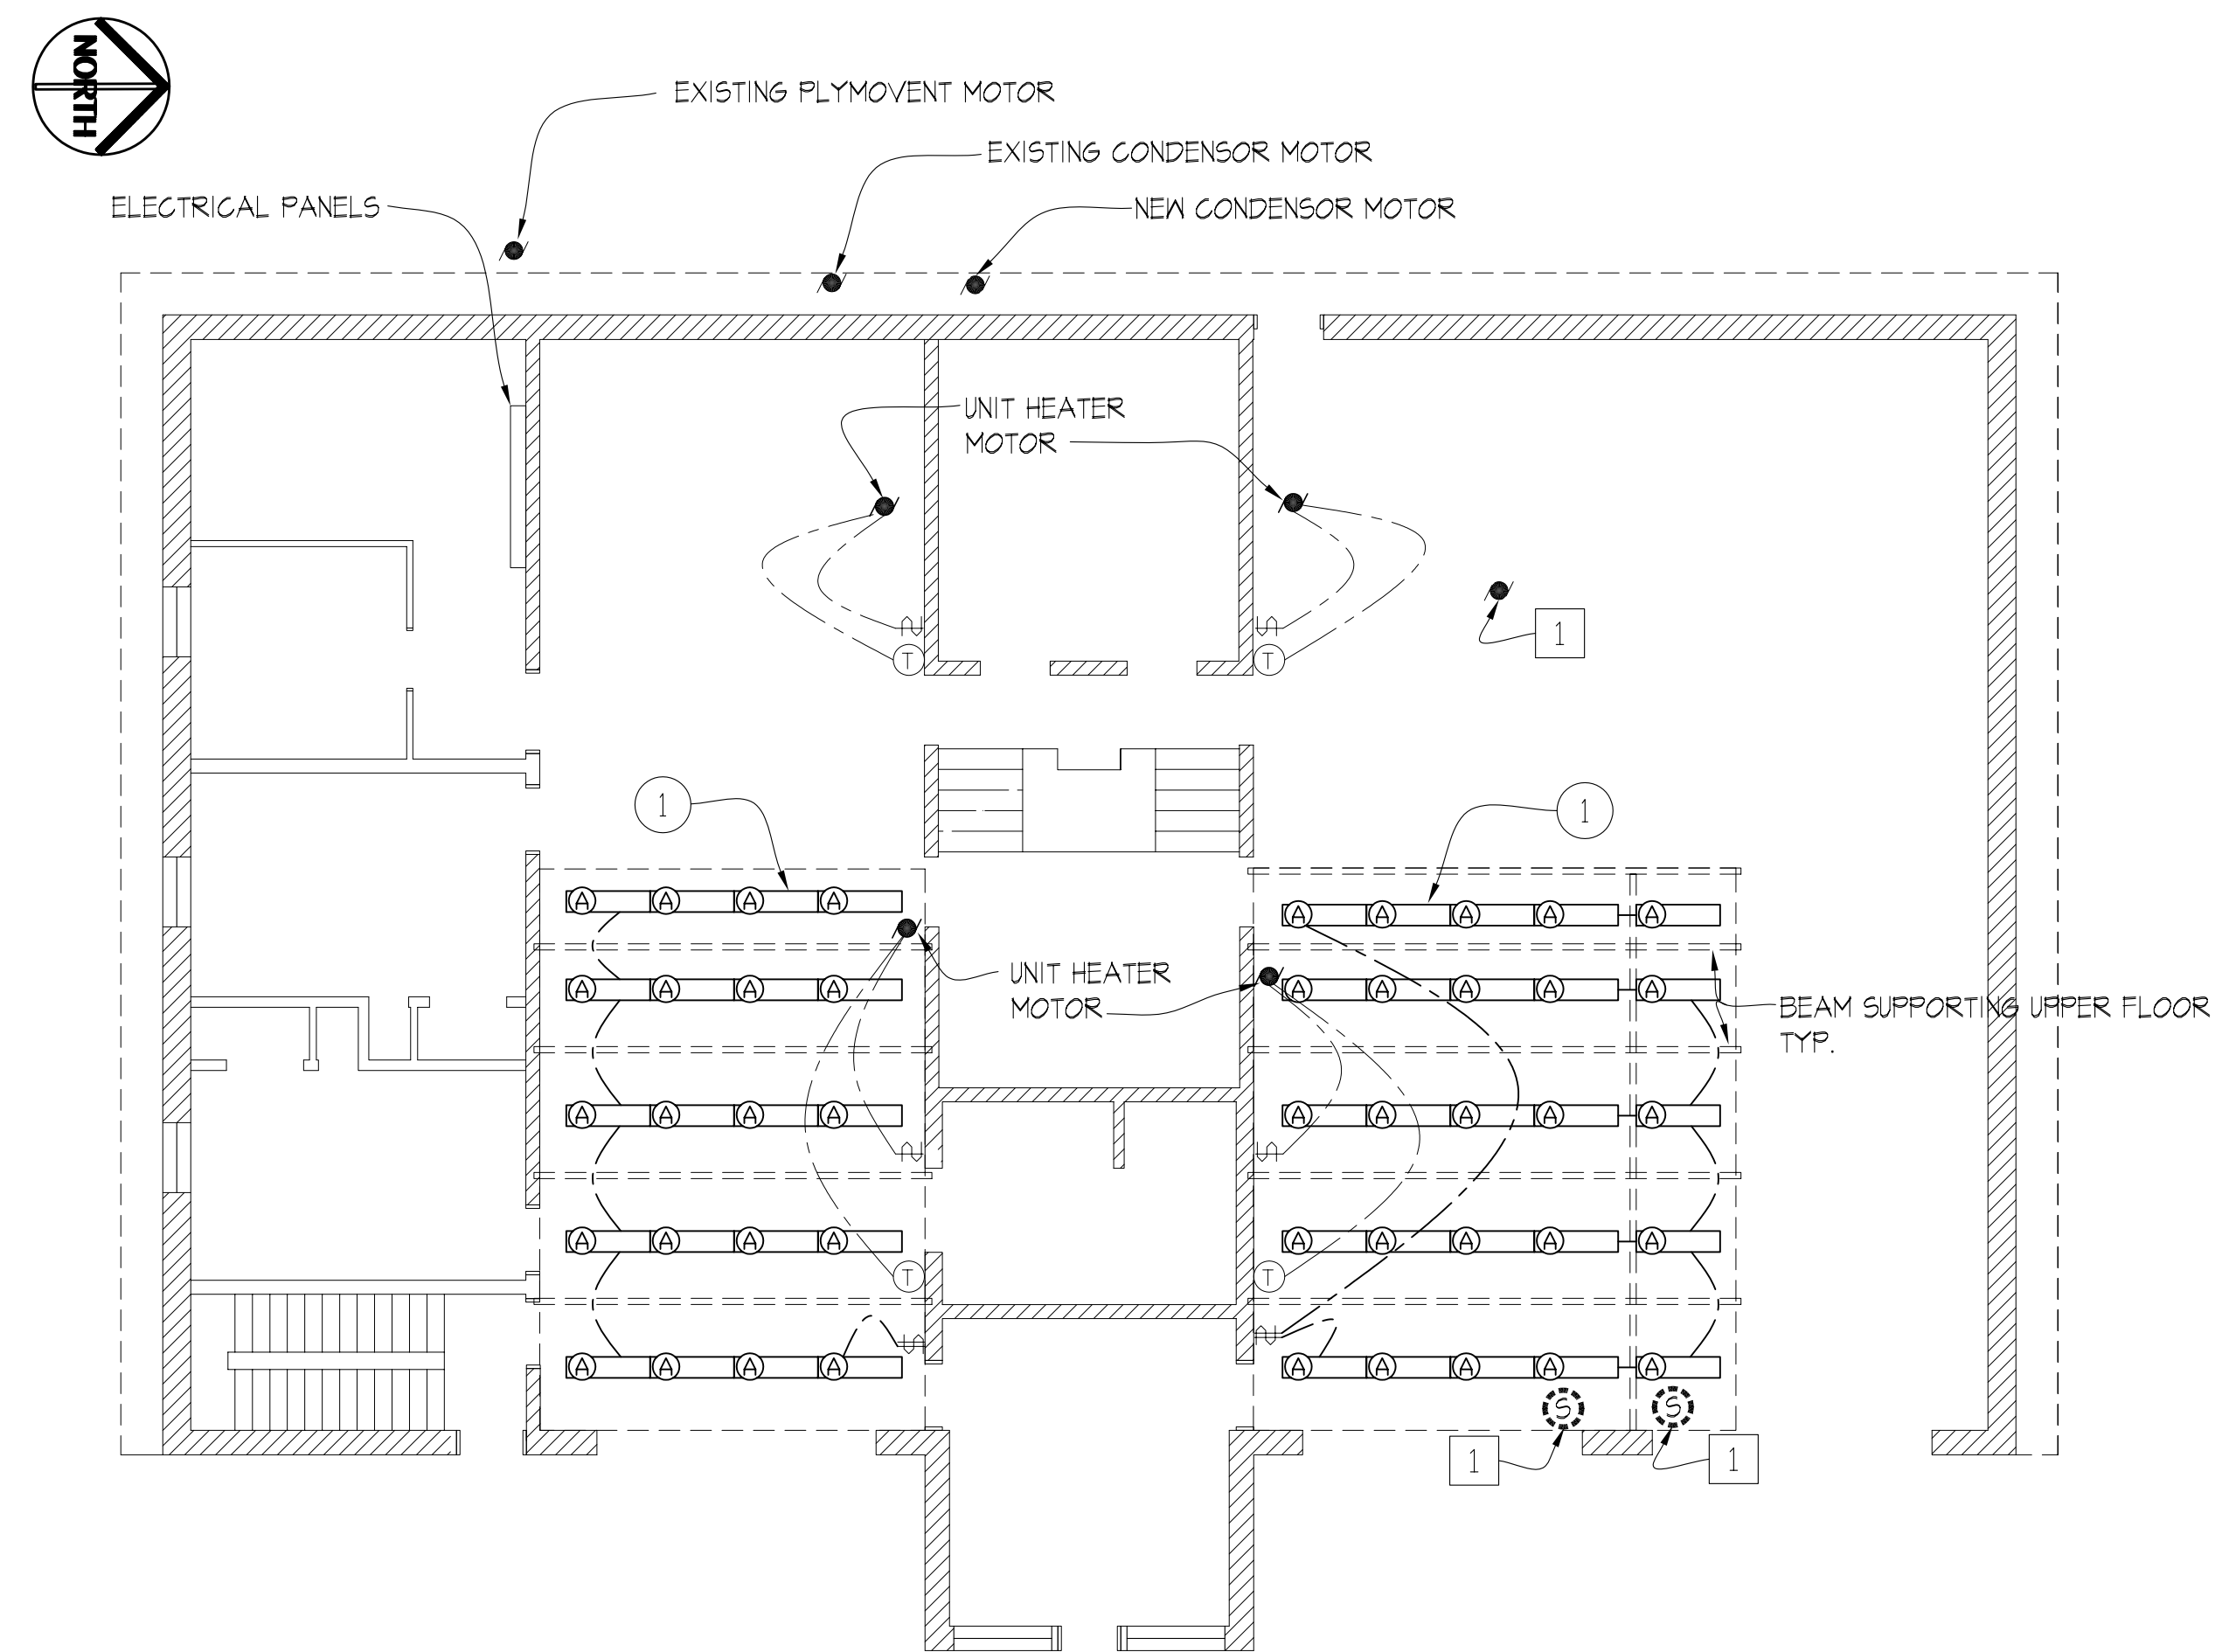 NORTH
EXISTING PLYMOVENT MOTOR
EXISTING CONDENSOR MOTOR
ELECTRICAL PANELS
NEW CONDENSOR MOTOR
UNIT HEATER
MOTOR
1
T
T
1
1
A A A A
A A A A A
UNIT HEATER
MOTOR
A A A A
A A A A A
BEAM SUPPORTING UPPER FLOOR
TYP.
A A A A
A A A A A
A A A A
A A A A A
T
T
A A A A
A A A A A
S
S
1
1